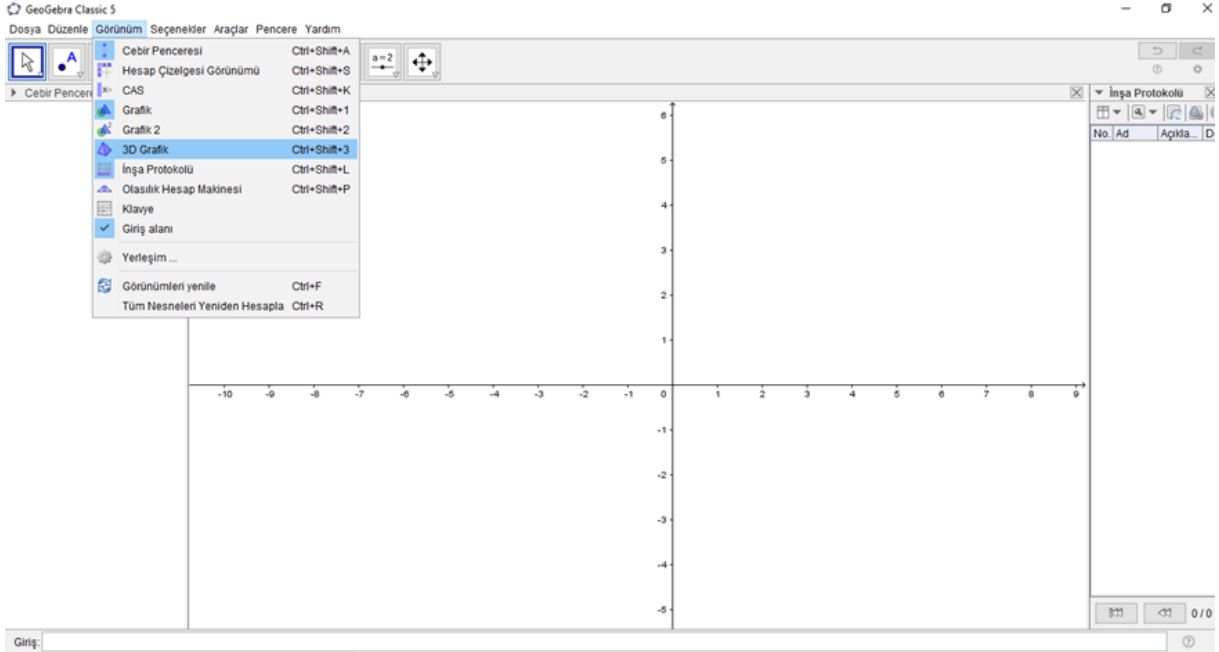 GeoGebra Classic 5
Dosya Düzenle Görünüm Seçenekler Araçlar Pencere Yardım
A
a=2
Cebir Penceresi Ctrl+Shift+A
Hesap Çizelgesi Görünümü Ctrl+Shift+S
CAS Ctrl+Shift+K
Grafik Ctrl+Shift+1
Grafik 2 Ctrl+Shift+2
3D Grafik Ctrl+Shift+3
İnşa Protokolü Ctrl+Shift+L
Olasılık Hesap Makinesi Ctrl+Shift+P
Klavye
Giriş alanı
Yerleşim ...
Görünümleri yenile Ctrl+F
Tüm Nesneleri Yeniden Hesapla Ctrl+R
Cebir Pencere
İnşa Protokolü
No. Ad Açıkla... D
6
5
4
3
2
1
-10 -9 -8 -7 -6 -5 -4 -3 -2 -1 0 1 2 3 4 5 6 7 8 9
-1
-2
-3
-4
-5
0 / 0
Giriş: